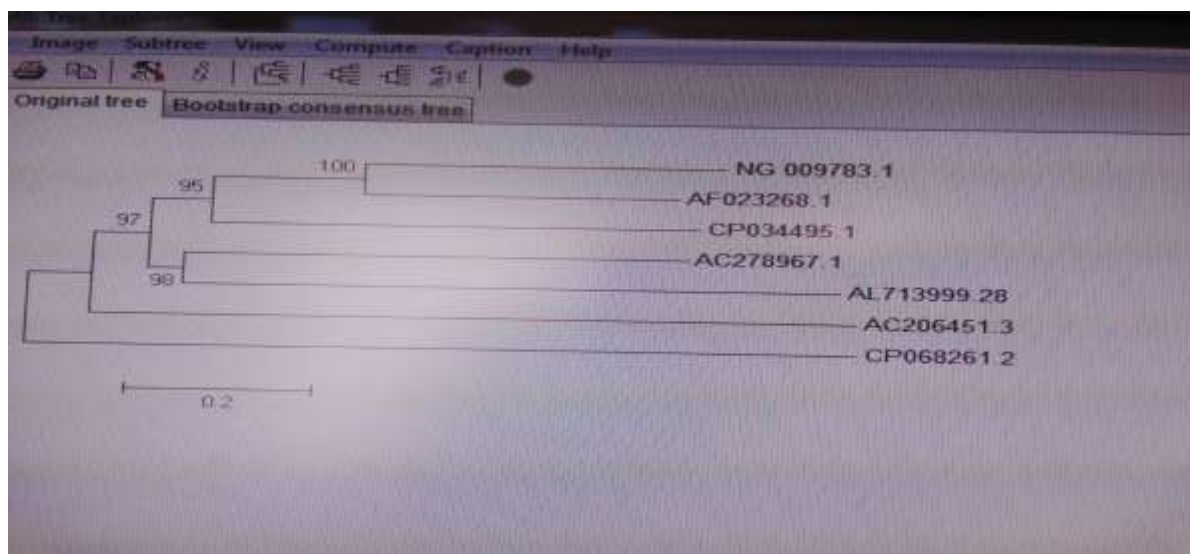 Image Subtree View Compute Caption Help
Original tree Bootstrap consensus tree
100 NG 009783.1
95 AF023268.1
CP034495.1
97 AC278967.1
98 AL713999.28
AC206451.3
CP068261.2
0.2